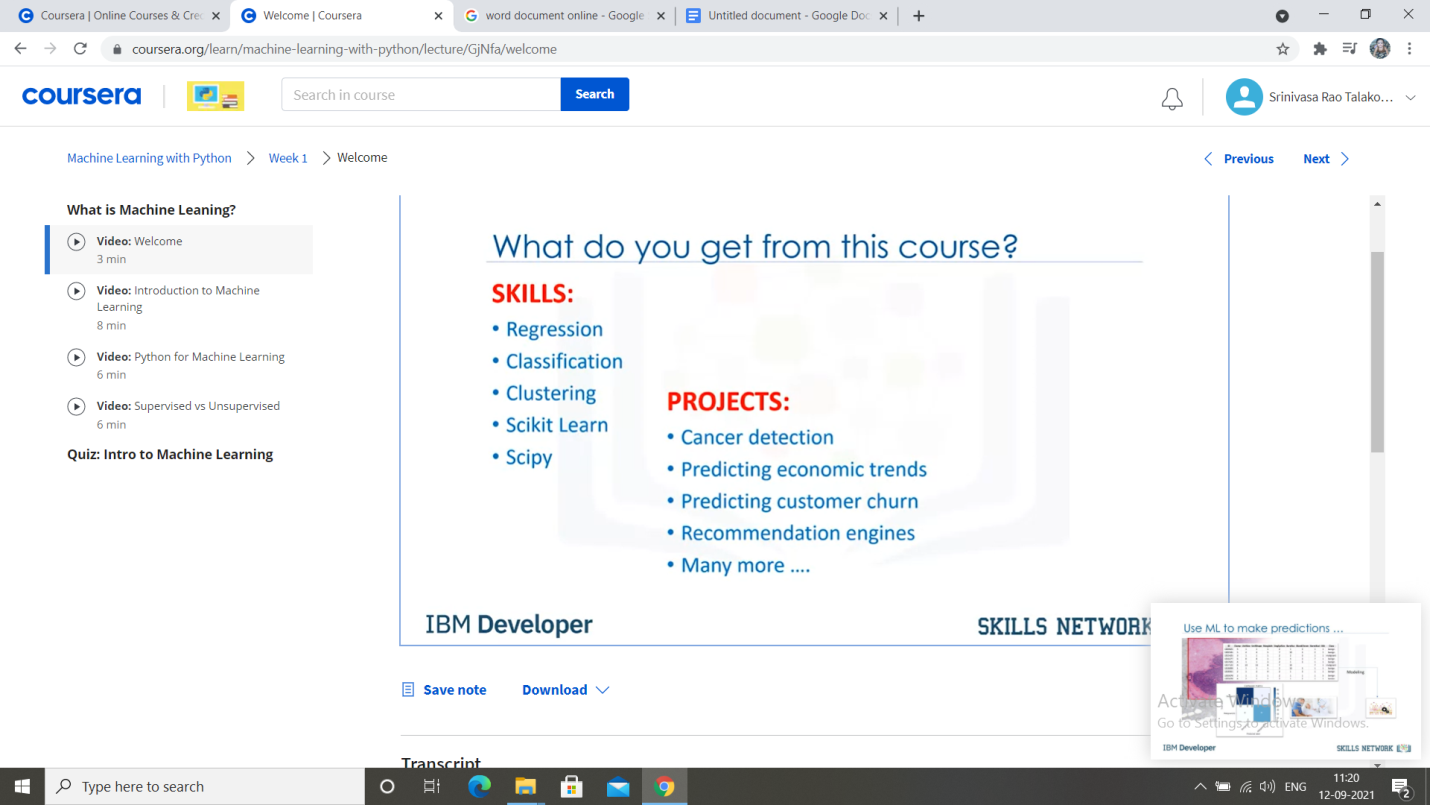 Coursera | Online Courses & Cre
Welcome | Coursera
word document online - Google
Untitled document - Google Doc
coursera.org/learn/machine-learning-with-python/lecture/GjNfa/welcome
coursera
Search in course
Search
Srinivasa Rao Talako...
Machine Learning with Python
Week 1
Welcome
Previous
Next
What is Machine Leaning?
Video: Welcome
3 min
Video: Introduction to Machine
Learning
8 min
Video: Python for Machine Learning
6 min
Video: Supervised vs Unsupervised
6 min
Quiz: Intro to Machine Learning
What do you get from this course?
SKILLS:
• Regression
• Classification
• Clustering
• Scikit Learn
• Scipy
PROJECTS:
• Cancer detection
• Predicting economic trends
• Predicting customer churn
• Recommendation engines
• Many more ....
IBM Developer
SKILLS NETWORK
Save note
Download
Transcript
Use ML to make predictions ...
Modeling
Activate Windows
Go to Settings to activate Windows.
IBM Developer
SKILLS NETWORK
Type here to search
ENG
11:20
12-09-2021
2